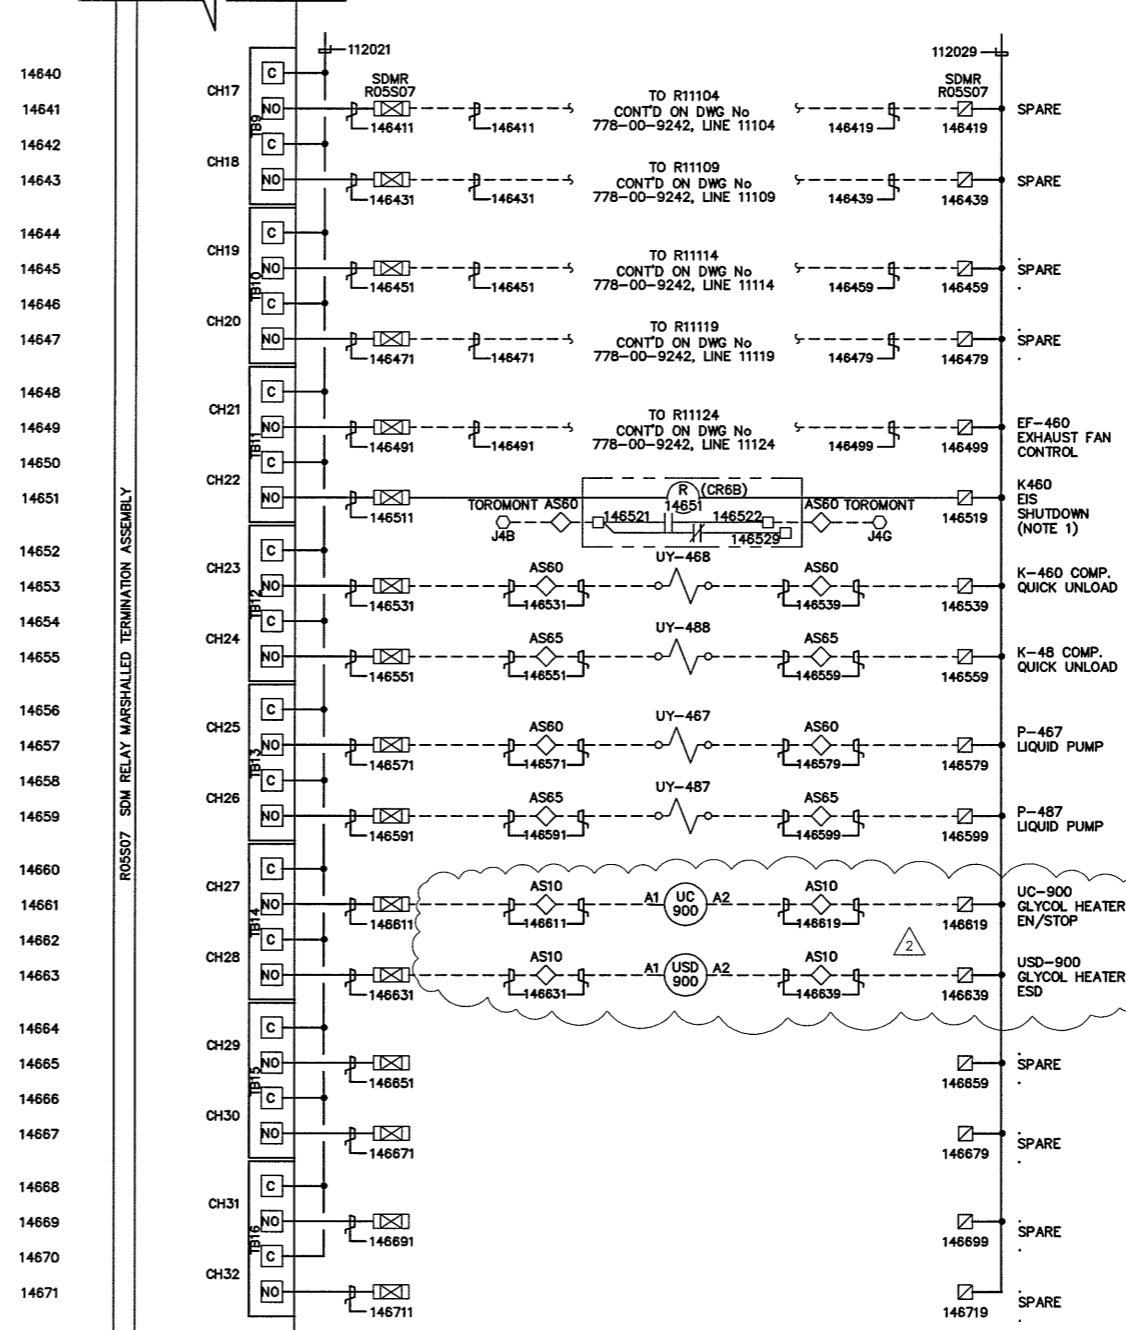 112021
112029
14640
C
CH17
SDMR
R05S07
TO R11104
SDMR
R05S07
14641
NO
CONT'D ON DWG No
SPARE
TB9
146411
146411
778-00-9242, LINE 11104
146419
146419
14642
C
CH18
TO R11109
14643
NO
CONT'D ON DWG No
SPARE
146431
146431
778-00-9242, LINE 11109
146439
146439
14644
C
CH19
TO R11114
14645
NO
CONT'D ON DWG No
SPARE
TB10
146451
146451
778-00-9242, LINE 11114
146459
146459
14646
C
CH20
TO R11119
14647
NO
CONT'D ON DWG No
SPARE
146471
146471
778-00-9242, LINE 11119
146479
146479
14648
C
CH21
TO R11124
14649
NO
CONT'D ON DWG No
EF-460
EXHAUST FAN
CONTROL
TB11
146491
146491
778-00-9242, LINE 11124
146499
146499
14650
C
CH22
R
(CR6B)
14651
NO
14651
K460
EIS
SHUTDOWN
(NOTE 1)
146511
TOROMONT AS60
146521
146522
AS60 TOROMONT
146519
J4B
146529
J4G
14652
C
CH23
AS60
UY-468
AS60
14653
NO
K-460 COMP.
QUICK UNLOAD
TB12
146531
146531
146539
146539
14654
C
CH24
AS65
UY-488
AS65
14655
NO
K-48 COMP.
QUICK UNLOAD
146551
146551
146559
146559
14656
C
CH25
AS60
UY-467
AS60
14657
NO
P-467
LIQUID PUMP
TB13
146571
146571
146579
146579
14658
C
CH26
AS65
UY-487
AS65
14659
NO
P-487
LIQUID PUMP
146591
146591
146599
146599
R05S07 SDM RELAY MARSHALLED TERMINATION ASSEMBLY
14660
C
CH27
AS10
AS10
14661
NO
A1 UC 900 A2
UC-900
GLYCOL HEATER
EN/STOP
TB14
146611
146611
146619
146619
14662
C
2
CH28
AS10
AS10
14663
NO
A1 USD 900 A2
USD-900
GLYCOL HEATER
ESD
146631
146631
146639
146639
14664
C
CH29
14665
NO
SPARE
TB15
146651
146659
14666
C
CH30
14667
NO
SPARE
146671
146679
14668
C
CH31
14669
NO
SPARE
TB16
146691
146699
14670
C
CH32
14671
NO
SPARE
146711
146719